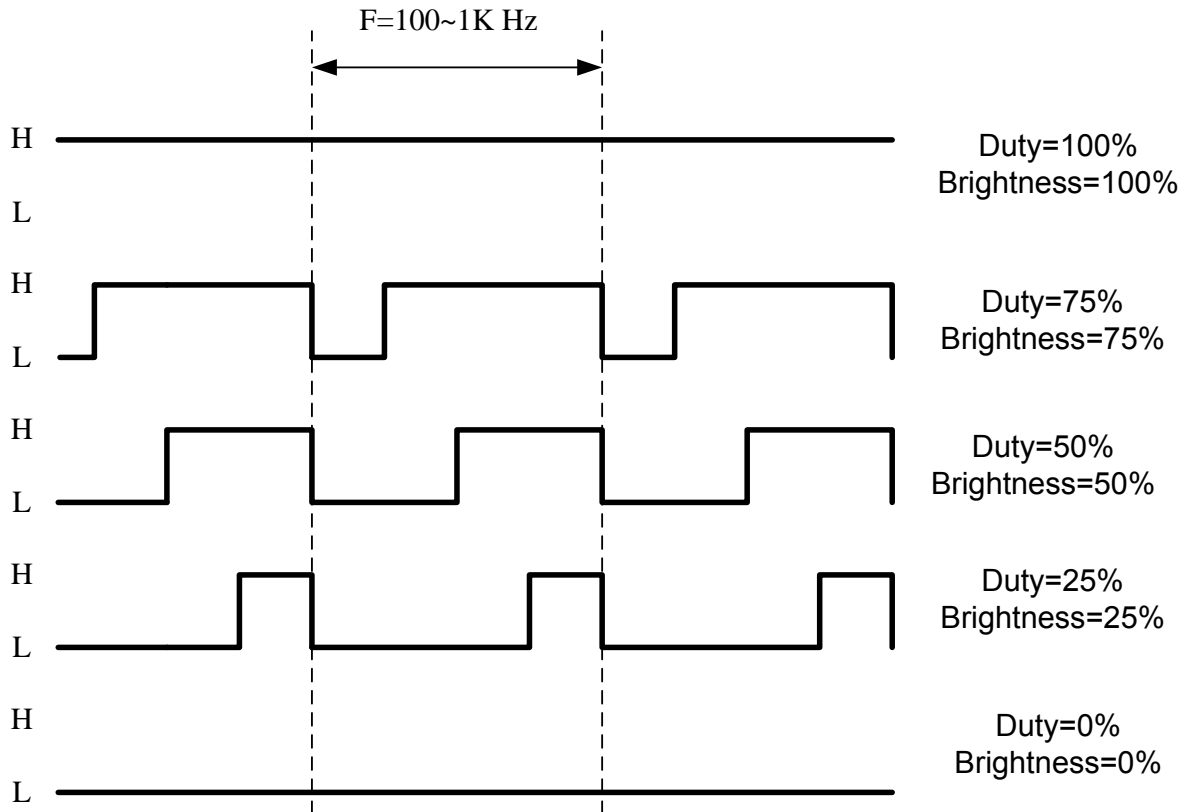 F=100~1K Hz
H
Duty=100%
Brightness=100%
L
H
Duty=75%
Brightness=75%
L
H
Duty=50%
Brightness=50%
L
H
Duty=25%
Brightness=25%
L
H
Duty=0%
Brightness=0%
L